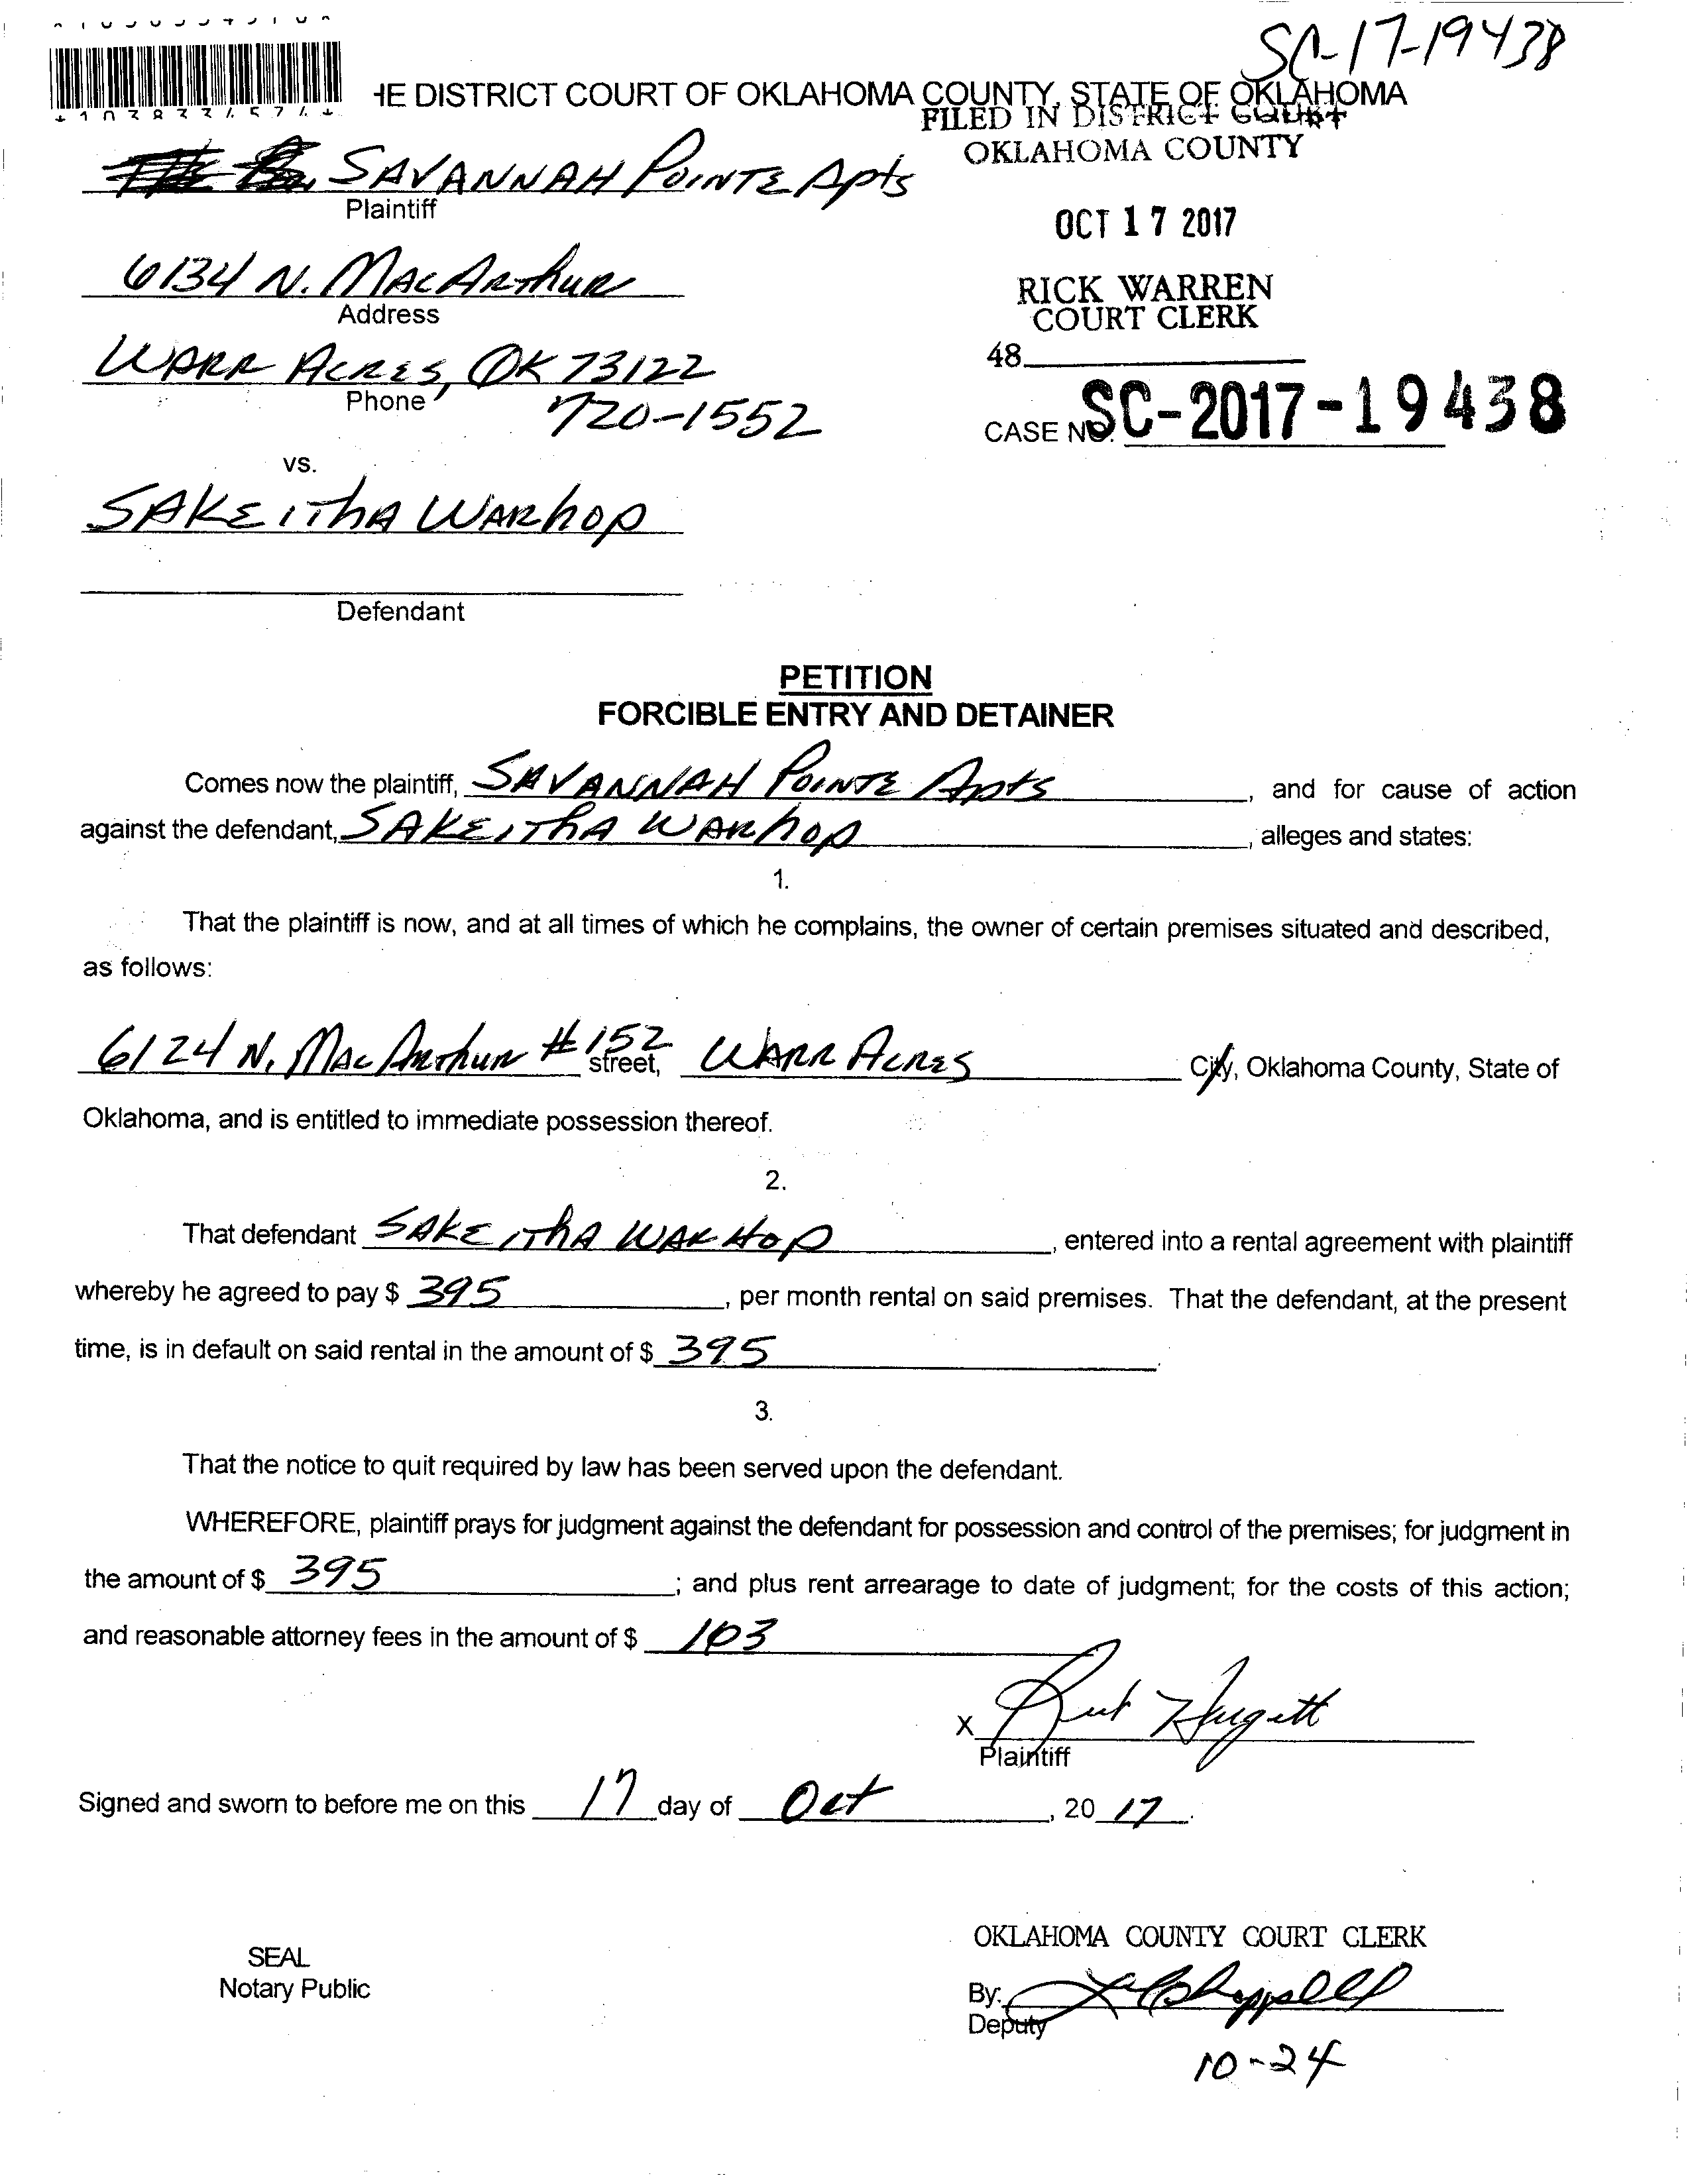 SC-17-19438
HE DISTRICT COURT OF OKLAHOMA COUNTY, STATE OF OKLAHOMA
FILED IN DISTRICT COURT
OKLAHOMA COUNTY
SAVANNAH POINTE Apts
Plaintiff
OCT 17 2017
6134 N. MacArthur
Address
RICK WARREN
COURT CLERK
WARR ACRES, OK 73122
48
Phone
720-1552
CASE NO. SC-2017-19438
vs.
SAKEITHA WARHOP
Defendant
PETITION
FORCIBLE ENTRY AND DETAINER
Comes now the plaintiff, SAVANNAH POINTE Apts, and for cause of action
against the defendant, SAKEITHA WARHOP, alleges and states:
1.
That the plaintiff is now, and at all times of which he complains, the owner of certain premises situated and described,
as follows:
6124 N. MacArthur #152 street, WARR ACRES City, Oklahoma County, State of
Oklahoma, and is entitled to immediate possession thereof.
2.
That defendant SAKEITHA WARHOP, entered into a rental agreement with plaintiff
whereby he agreed to pay $ 395, per month rental on said premises. That the defendant, at the present
time, is in default on said rental in the amount of $ 395.
3.
That the notice to quit required by law has been served upon the defendant.
WHEREFORE, plaintiff prays for judgment against the defendant for possession and control of the premises; for judgment in
the amount of $ 395; and plus rent arrearage to date of judgment; for the costs of this action;
and reasonable attorney fees in the amount of $ 103
x
Plaintiff
Signed and sworn to before me on this 17 day of Oct, 20 17.
OKLAHOMA COUNTY COURT CLERK
SEAL
Notary Public
By:
Deputy
10-24